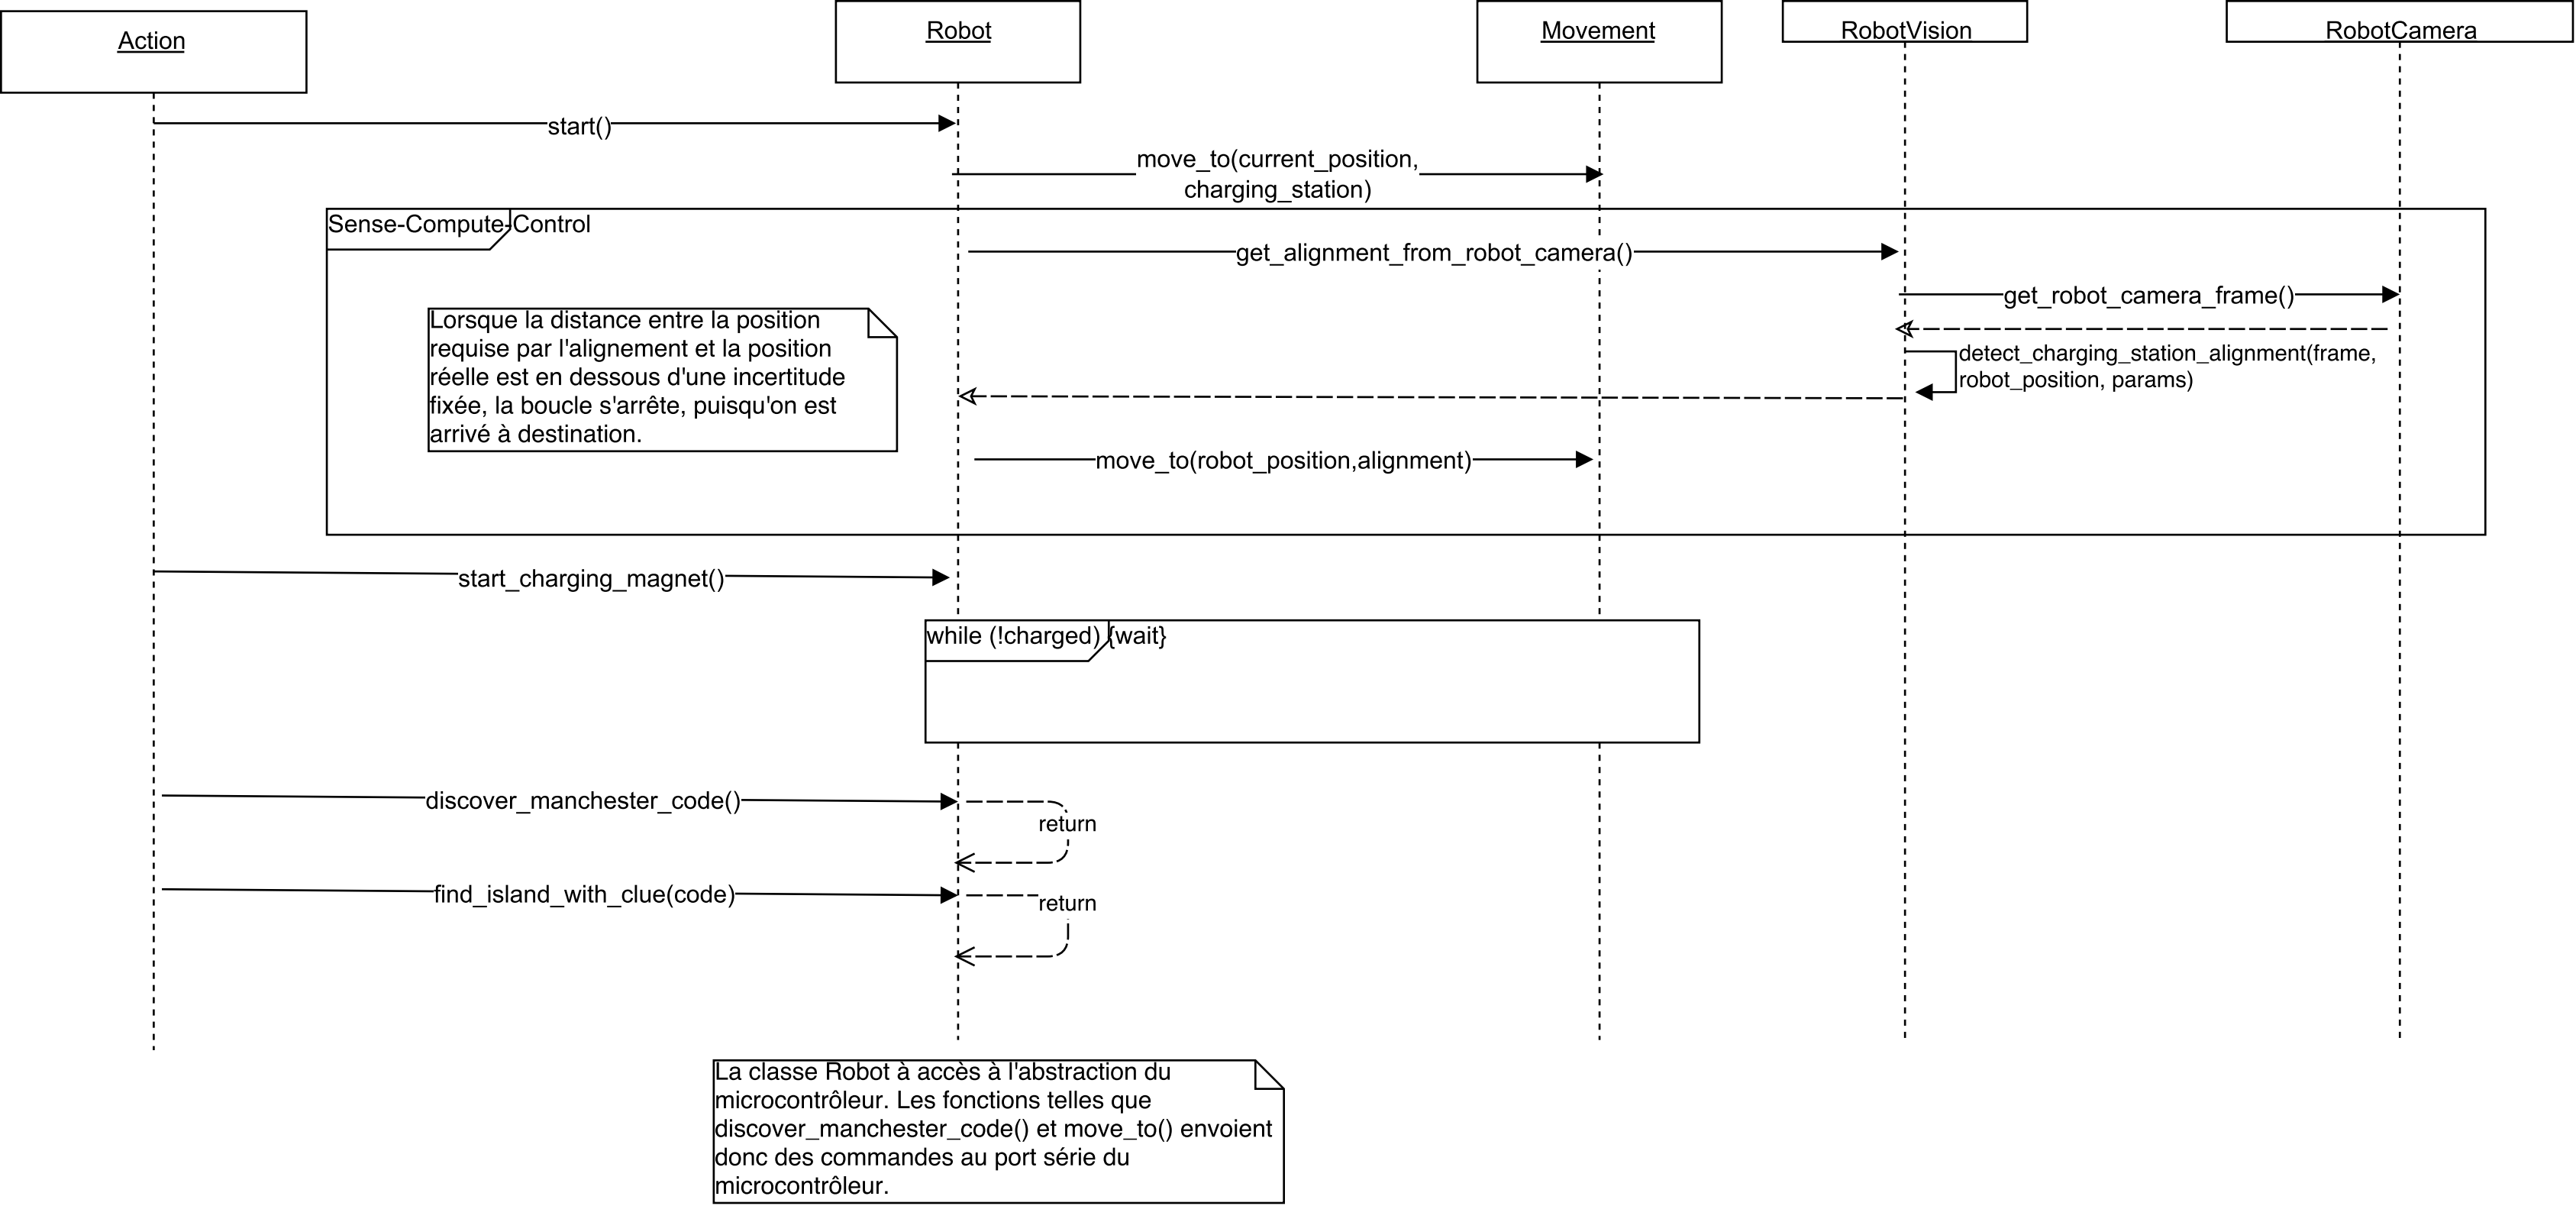 Action
Robot
Movement
RobotVision
RobotCamera
start()
move_to(current_position,
charging_station)
Sense-Compute-Control
get_alignment_from_robot_camera()
get_robot_camera_frame()
Lorsque la distance entre la position
requise par l'alignement et la position
réelle est en dessous d'une incertitude
fixée, la boucle s'arrête, puisqu'on est
arrivé à destination.
detect_charging_station_alignment(frame,
robot_position, params)
move_to(robot_position,alignment)
start_charging_magnet()
while (!charged) {wait}
discover_manchester_code()
return
find_island_with_clue(code)
return
La classe Robot à accès à l'abstraction du
microcontrôleur. Les fonctions telles que
discover_manchester_code() et move_to() envoient
donc des commandes au port série du
microcontrôleur.